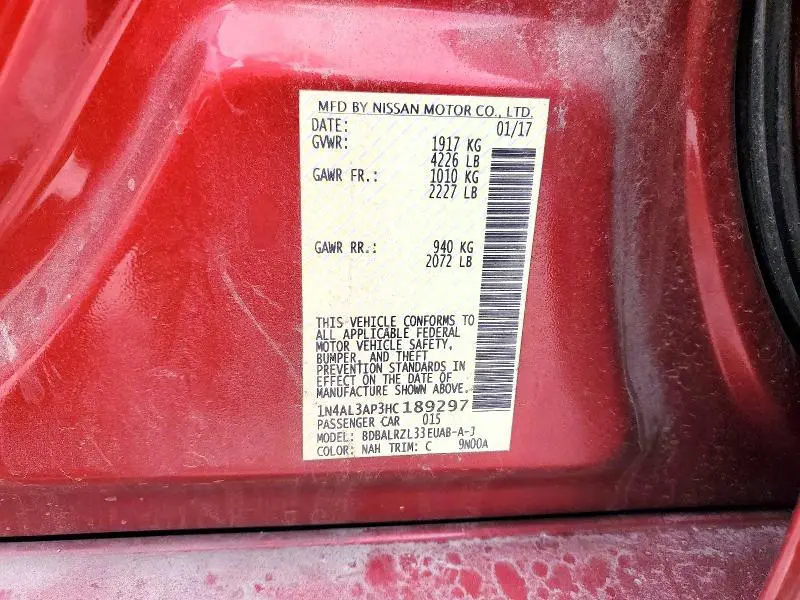 MFD BY NISSAN MOTOR CO., LTD.
DATE: 01/17
GVWR: 1917 KG
4226 LB
GAWR FR.: 1010 KG
2227 LB
GAWR RR.: 940 KG
2072 LB
THIS VEHICLE CONFORMS TO
ALL APPLICABLE FEDERAL
MOTOR VEHICLE SAFETY,
BUMPER, AND THEFT
PREVENTION STANDARDS IN
EFFECT ON THE DATE OF
MANUFACTURE SHOWN ABOVE.
1N4AL3AP3HC189297
PASSENGER CAR 015
MODEL: BDBALRZL33EUAB-A-J
COLOR: NAH TRIM: C 9N00A